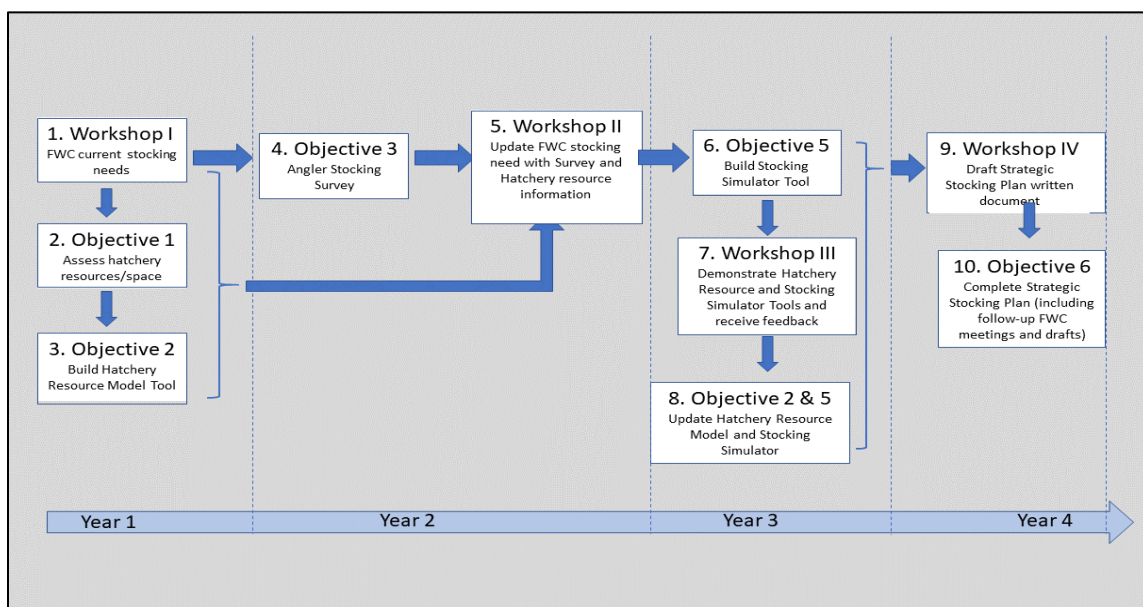 1. Workshop I
FWC current stocking
needs
2. Objective 1
Assess hatchery
resources/space
3. Objective 2
Build Hatchery
Resource Model Tool
4. Objective 3
Angler Stocking
Survey
5. Workshop II
Update FWC stocking
need with Survey and
Hatchery resource
information
6. Objective 5
Build Stocking
Simulator Tool
7. Workshop III
Demonstrate Hatchery
Resource and Stocking
Simulator Tools and
receive feedback
8. Objective 2 & 5
Update Hatchery Resource
Model and Stocking
Simulator
9. Workshop IV
Draft Strategic
Stocking Plan written
document
10. Objective 6
Complete Strategic
Stocking Plan (including
follow-up FWC
meetings and drafts)
Year 1
Year 2
Year 3
Year 4